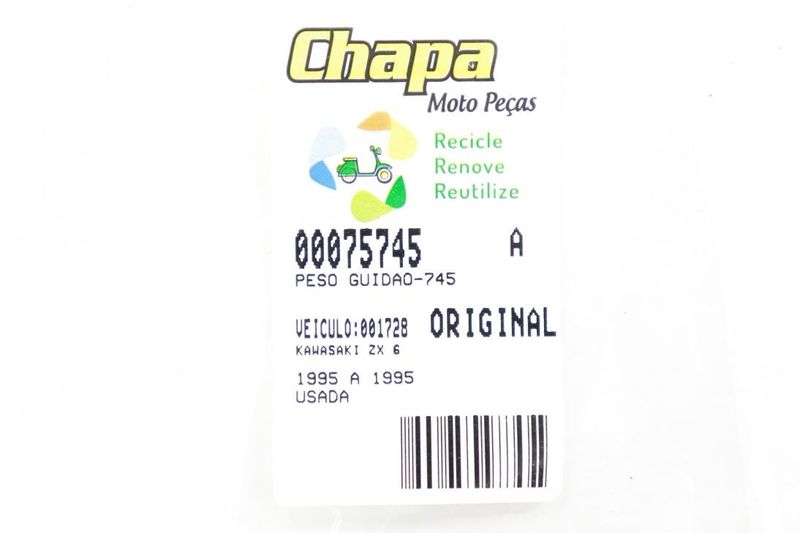 Chapa
Moto Peças
Recicle
Renove
Reutilize
00075745 A
PESO GUIDAO-745
VEICULO:001728 ORIGINAL
KAWASAKI ZX 6
1995 A 1995
USADA